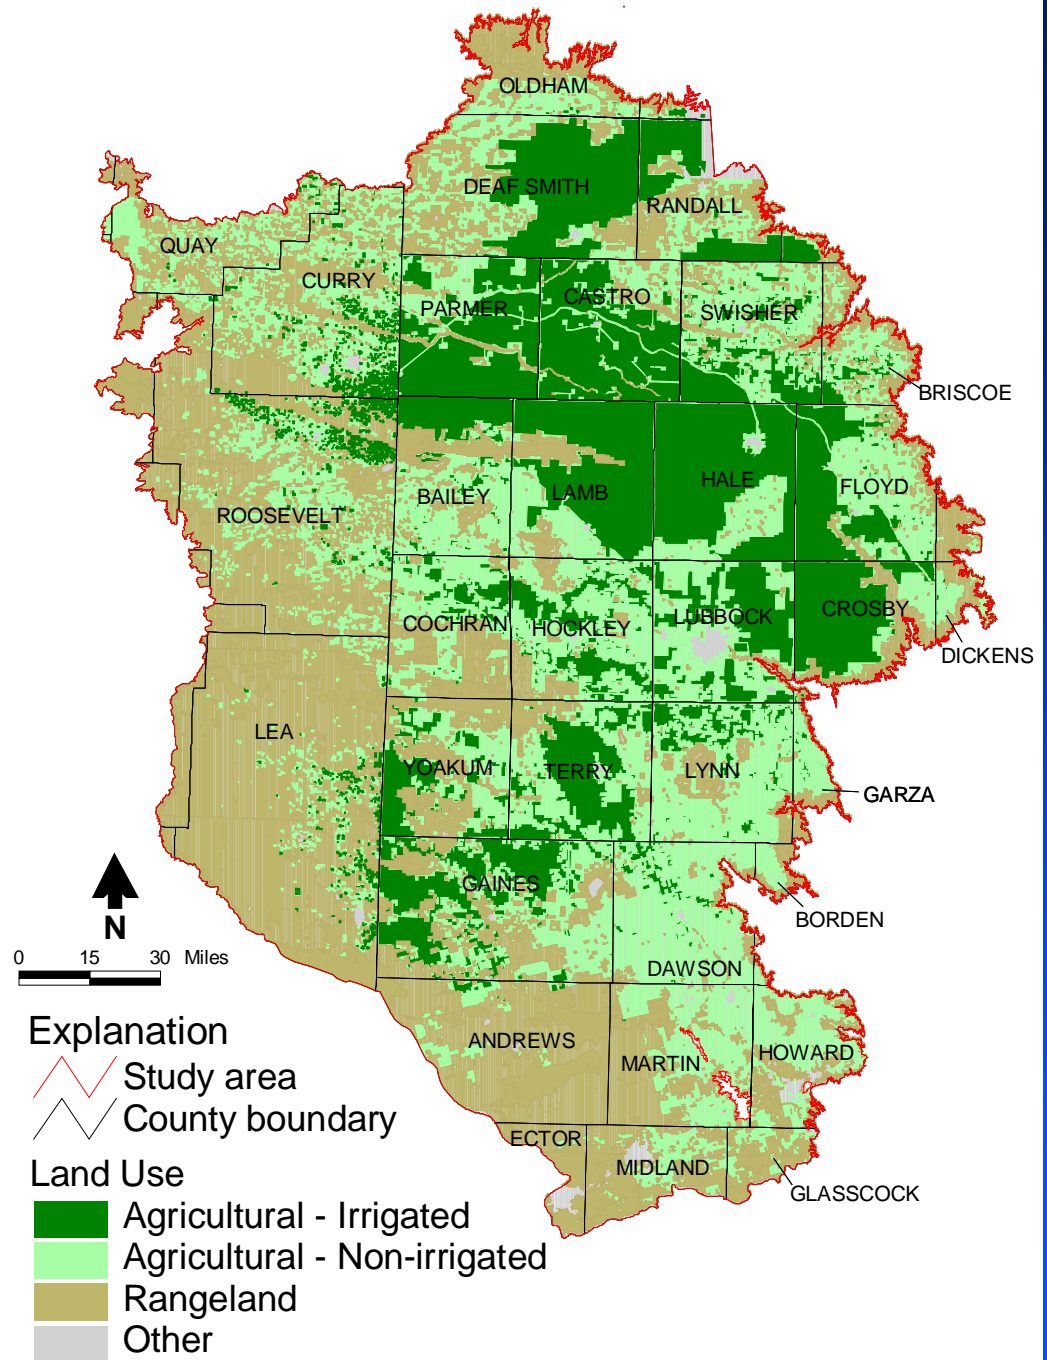 OLDHAM
DEAF SMITH
RANDALL
QUAY
CURRY
PARMER
CASTRO
SWISHER
BRISCOE
BAILEY
LAMB
HALE
FLOYD
ROOSEVELT
COCHRAN
HOCKLEY
LUBBOCK
CROSBY
DICKENS
LEA
YOAKUM
TERRY
LYNN
GARZA
GAINES
BORDEN
DAWSON
N
0 15 30 Miles
ANDREWS
MARTIN
HOWARD
ECTOR
MIDLAND
GLASSCOCK
Explanation
Study area
County boundary
Land Use
Agricultural - Irrigated
Agricultural - Non-irrigated
Rangeland
Other